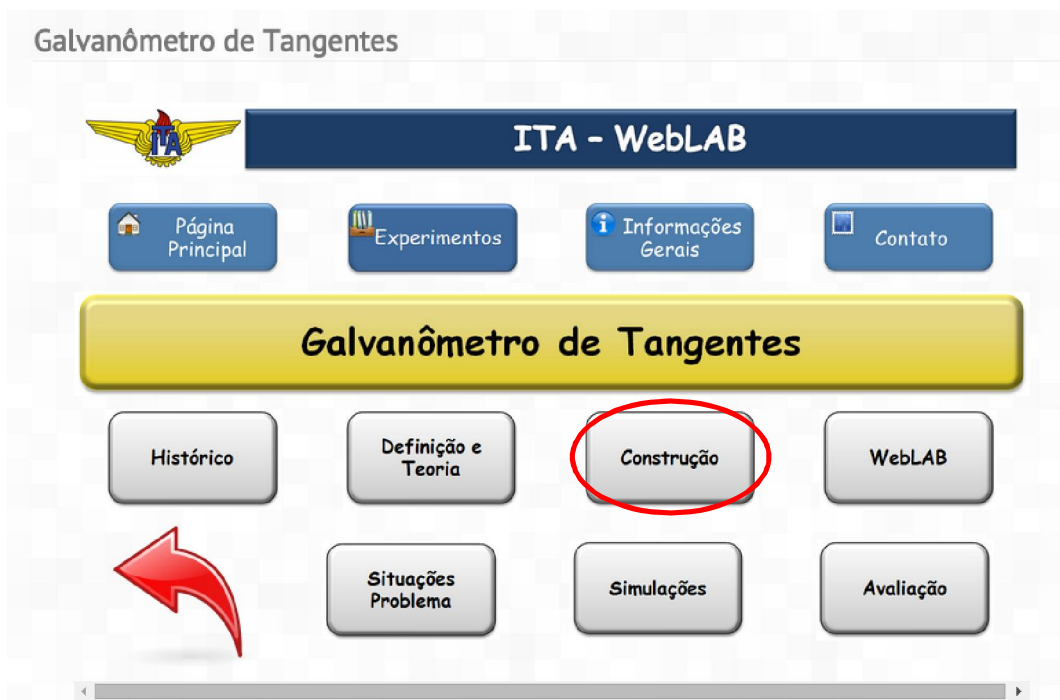 Galvanômetro de Tangentes
ITA
ITA - WebLAB
Página
Principal
Experimentos
Informações
Gerais
Contato
Galvanômetro de Tangentes
Histórico
Definição e
Teoria
Construção
WebLAB
Situações
Problema
Simulações
Avaliação